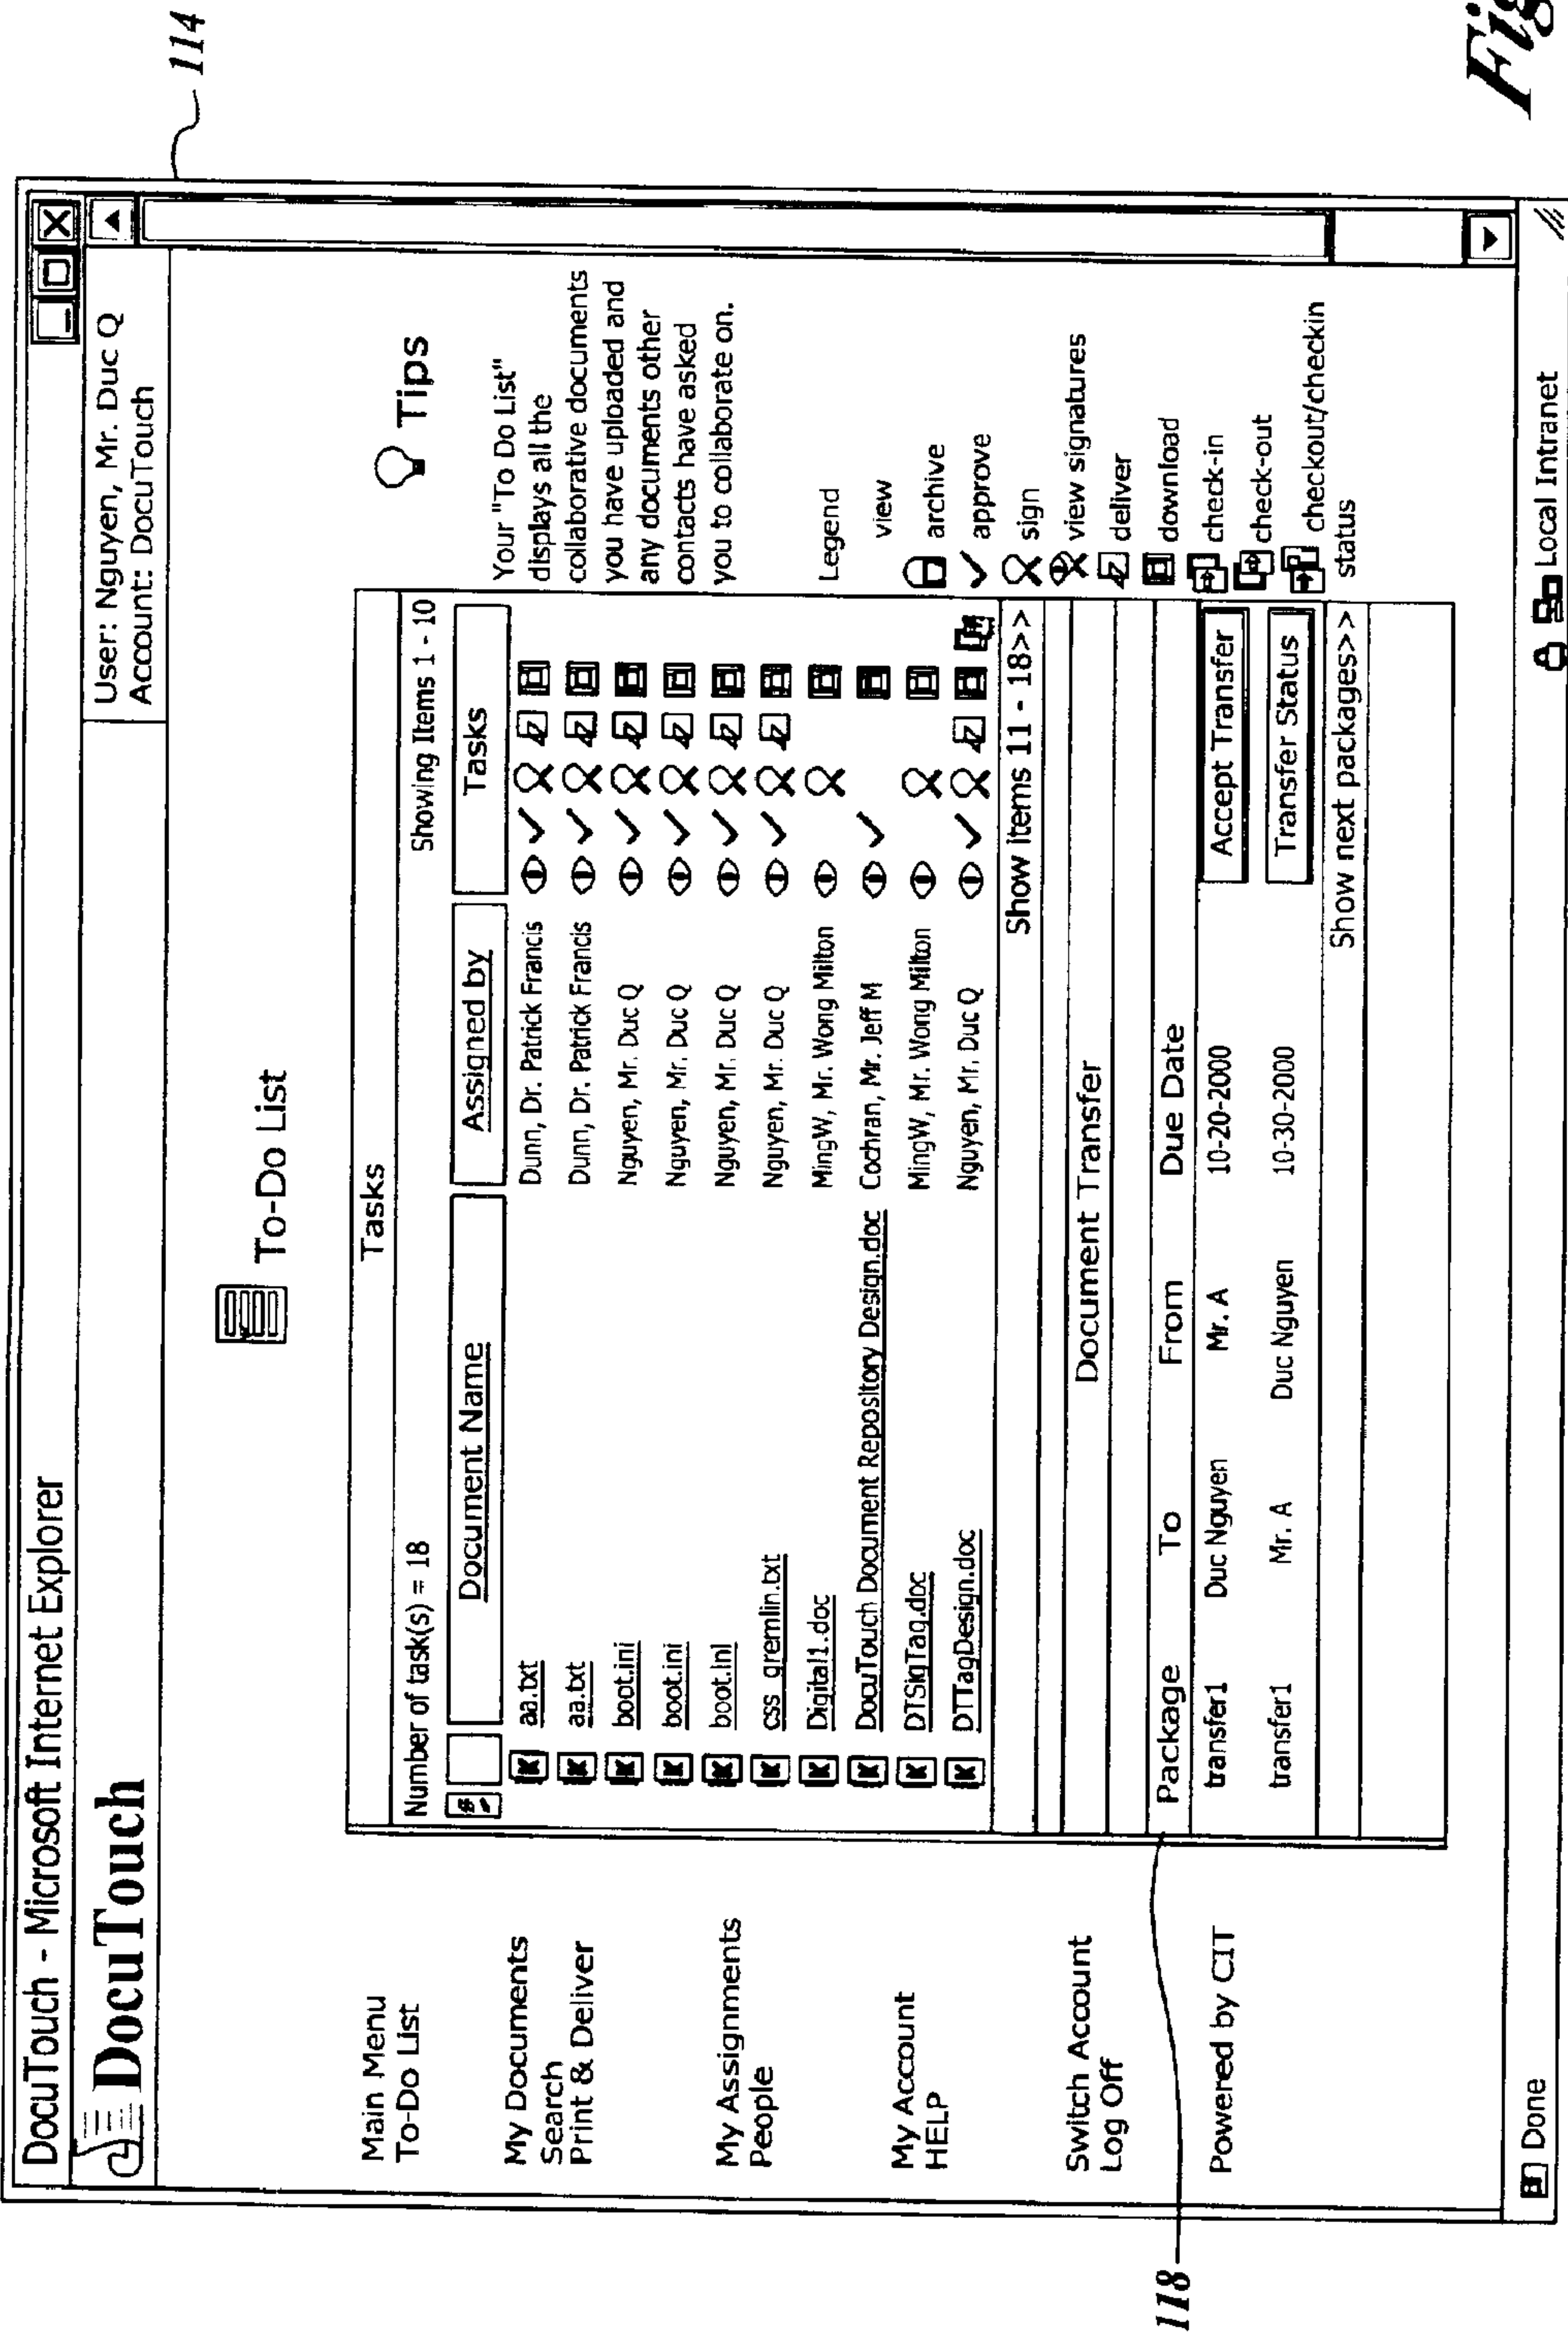 114
DocuTouch - Microsoft Internet Explorer
DocuTouch
User: Nguyen, Mr. Duc Q
Account: DocuTouch
Main Menu
To-Do List
My Documents
Search
Print & Deliver
My Assignments
People
My Account
HELP
Switch Account
Log Off
Powered by CIT
To-Do List
Tasks
Number of task(s) = 18 Showing Items 1 - 10
Document Name Assigned by Tasks
aa.txt Dunn, Dr. Patrick Francis
aa.txt Dunn, Dr. Patrick Francis
boot.ini Nguyen, Mr. Duc Q
boot.ini Nguyen, Mr. Duc Q
boot.ini Nguyen, Mr. Duc Q
css_gremlin.txt Nguyen, Mr. Duc Q
Digital1.doc MingW, Mr. Wong Milton
DocuTouch Document Repository Design.doc Cochran, Mr. Jeff M
DTSigTag.doc MingW, Mr. Wong Milton
DTTagDesign.doc Nguyen, Mr. Duc Q
Show items 11 - 18>>
Document Transfer
Package To From Due Date
transfer1 Duc Nguyen Mr. A 10-20-2000 Accept Transfer
transfer1 Mr. A Duc Nguyen 10-30-2000 Transfer Status
Show next packages>>
Tips
Your "To Do List"
displays all the
collaborative documents
you have uploaded and
any documents other
contacts have asked
you to collaborate on.
Legend
view
archive
approve
sign
view signatures
deliver
download
check-in
check-out
checkout/checkin
status
Done Local Intranet
118